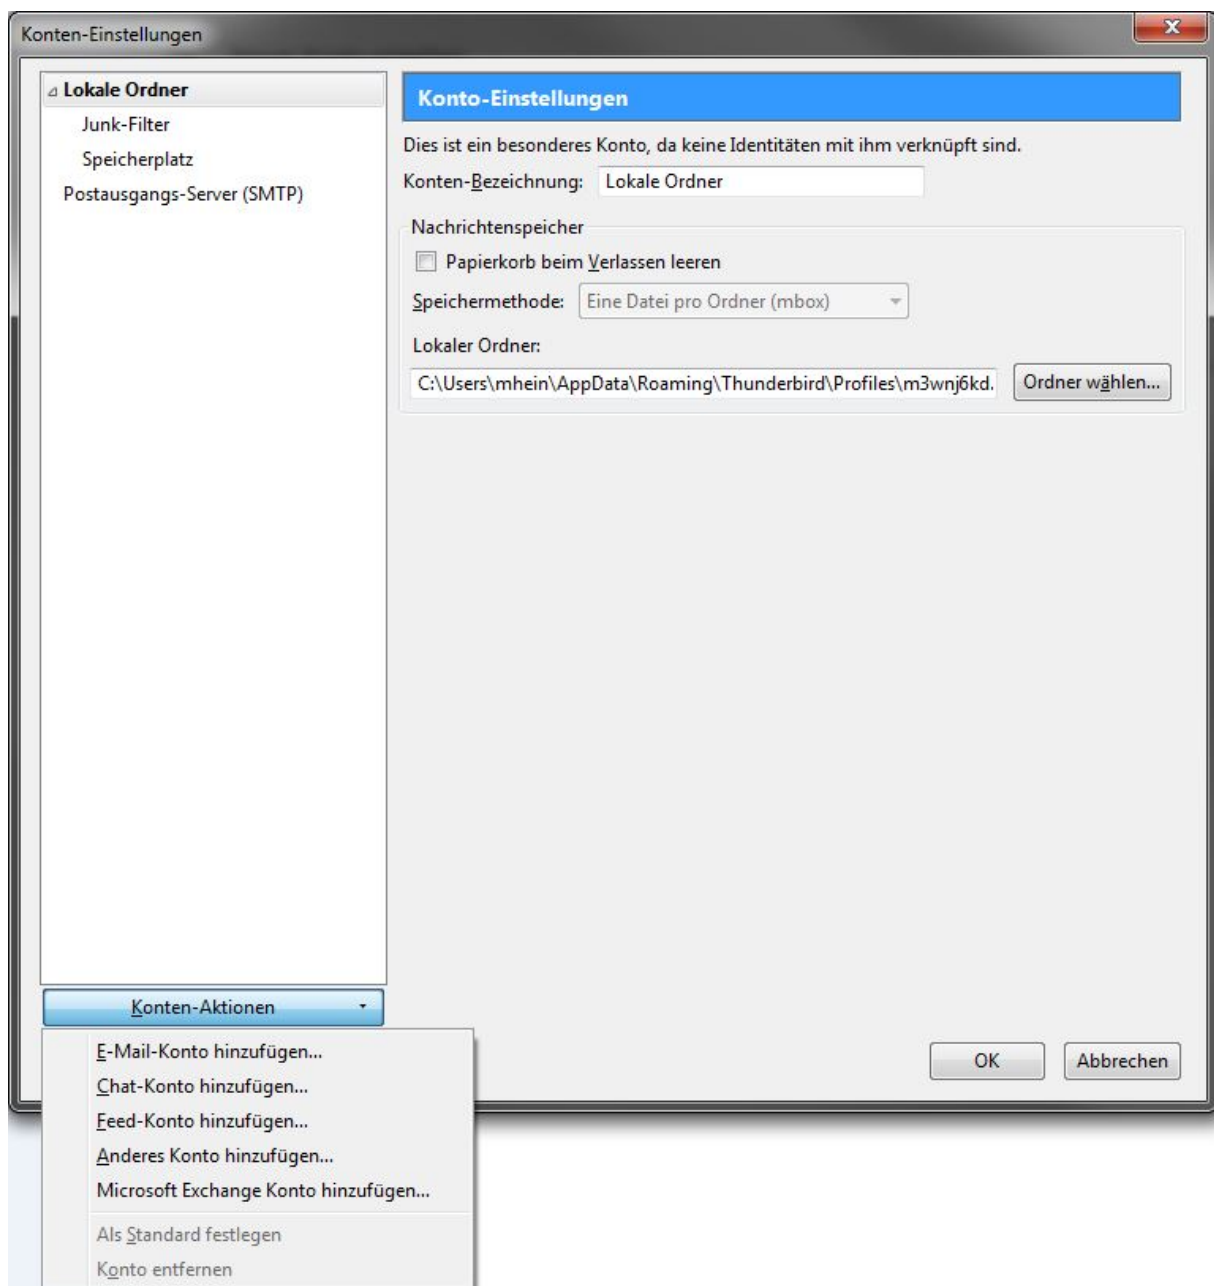 Konten-Einstellungen
Lokale Ordner
Junk-Filter
Speicherplatz
Postausgangs-Server (SMTP)
Konto-Einstellungen
Dies ist ein besonderes Konto, da keine Identitäten mit ihm verknüpft sind.
Konten-Bezeichnung: Lokale Ordner
Nachrichtenspeicher
Papierkorb beim Verlassen leeren
Speichermethode: Eine Datei pro Ordner (mbox)
Lokaler Ordner:
C:\Users\mhein\AppData\Roaming\Thunderbird\Profiles\m3wnj6kd. Ordner wählen...
Konten-Aktionen
E-Mail-Konto hinzufügen...
Chat-Konto hinzufügen...
Feed-Konto hinzufügen...
Anderes Konto hinzufügen...
Microsoft Exchange Konto hinzufügen...
Als Standard festlegen
Konto entfernen
OK Abbrechen